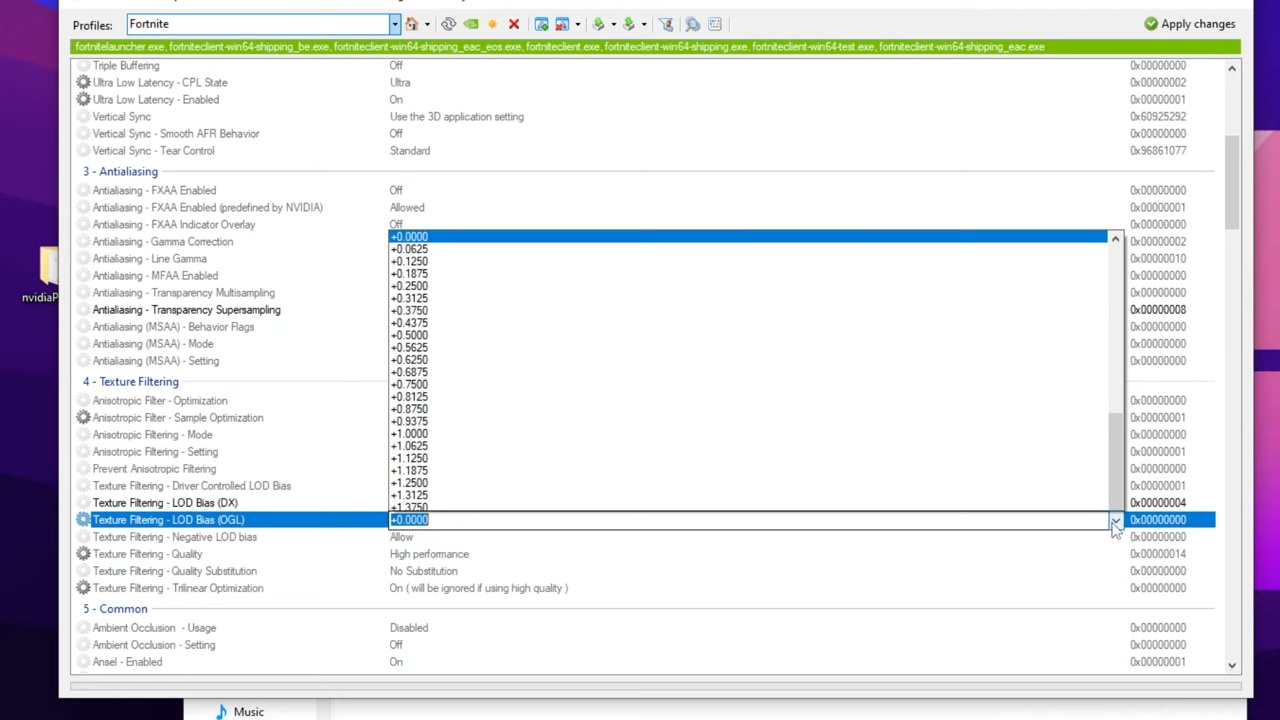 Profiles: Fortnite Apply changes
fortnitelauncher.exe, fortniteclient-win64-shipping_be.exe, fortniteclient-win64-shipping_eac_eos.exe, fortniteclient.exe, fortniteclient-win64-shipping.exe, fortniteclient-win64-test.exe, fortniteclient-win64-shipping_eac.exe
Triple Buffering Off 0x00000000
Ultra Low Latency - CPL State Ultra 0x00000002
Ultra Low Latency - Enabled On 0x00000001
Vertical Sync Use the 3D application setting 0x60925292
Vertical Sync - Smooth AFR Behavior Off 0x00000000
Vertical Sync - Tear Control Standard 0x96861077
3 - Antialiasing
Antialiasing - FXAA Enabled Off 0x00000000
Antialiasing - FXAA Enabled (predefined by NVIDIA) Allowed 0x00000001
Antialiasing - FXAA Indicator Overlay Off 0x00000000
+0.0000
Antialiasing - Gamma Correction 0x00000002
+0.0625
Antialiasing - Line Gamma 0x00000010
+0.1250
Antialiasing - MFAA Enabled 0x00000000
+0.1875
+0.2500
Antialiasing - Transparency Multisampling 0x00000000
+0.3125
Antialiasing - Transparency Supersampling 0x00000008
+0.3750
+0.4375
Antialiasing (MSAA) - Behavior Flags 0x00000000
+0.5000
Antialiasing (MSAA) - Mode 0x00000000
+0.5625
Antialiasing (MSAA) - Setting 0x00000000
+0.6250
+0.6875
4 - Texture Filtering
+0.7500
+0.8125
Anisotropic Filter - Optimization 0x00000000
+0.8750
Anisotropic Filter - Sample Optimization 0x00000001
+0.9375
Anisotropic Filtering - Mode 0x00000000
+1.0000
Anisotropic Filtering - Setting 0x00000001
+1.0625
+1.1250
Prevent Anisotropic Filtering 0x00000000
+1.1875
Texture Filtering - Driver Controlled LOD Bias 0x00000001
+1.2500
+1.3125
Texture Filtering - LOD Bias (DX) 0x00000004
+1.3750
Texture Filtering - LOD Bias (OGL) +0.0000 0x00000000
Texture Filtering - Negative LOD bias Allow 0x00000000
Texture Filtering - Quality High performance 0x00000014
Texture Filtering - Quality Substitution No Substitution 0x00000000
Texture Filtering - Trilinear Optimization On ( will be ignored if using high quality ) 0x00000000
5 - Common
Ambient Occlusion - Usage Disabled 0x00000000
Ambient Occlusion - Setting Off 0x00000000
Ansel - Enabled On 0x00000001
nvidiaP
Music